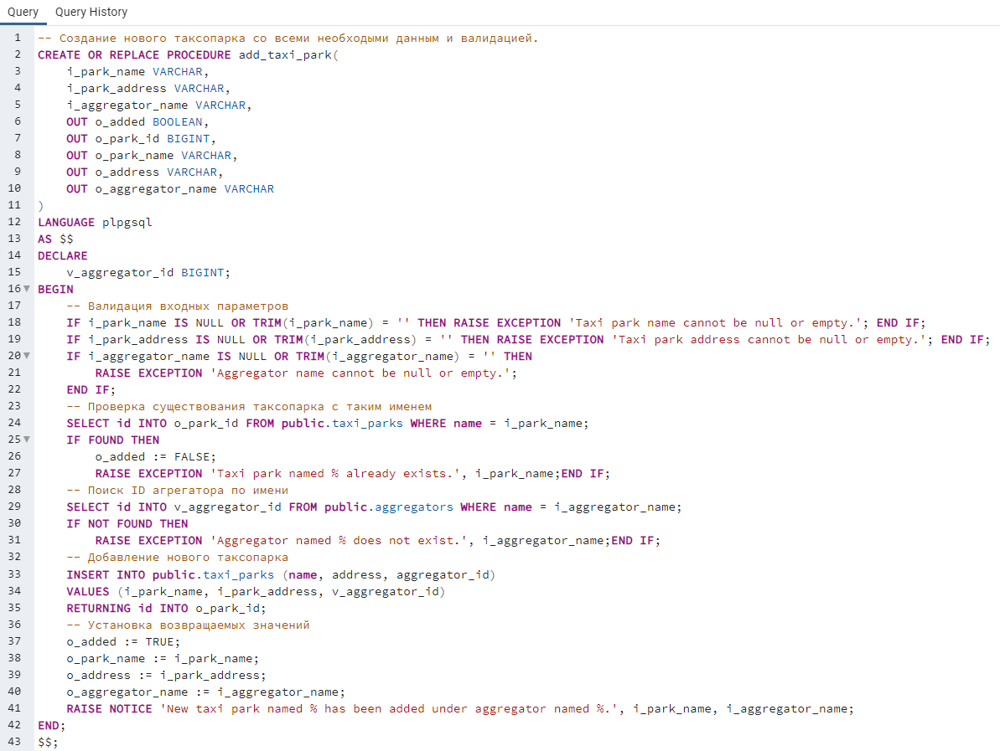 Query Query History
1 -- Создание нового таксопарка со всеми необходыми данным и валидацией.
2 CREATE OR REPLACE PROCEDURE add_taxi_park(
3 i_park_name VARCHAR,
4 i_park_address VARCHAR,
5 i_aggregator_name VARCHAR,
6 OUT o_added BOOLEAN,
7 OUT o_park_id BIGINT,
8 OUT o_park_name VARCHAR,
9 OUT o_address VARCHAR,
10 OUT o_aggregator_name VARCHAR
11 )
12 LANGUAGE plpgsql
13 AS $$
14 DECLARE
15 v_aggregator_id BIGINT;
16 BEGIN
17 -- Валидация входных параметров
18 IF i_park_name IS NULL OR TRIM(i_park_name) = '' THEN RAISE EXCEPTION 'Taxi park name cannot be null or empty.'; END IF;
19 IF i_park_address IS NULL OR TRIM(i_park_address) = '' THEN RAISE EXCEPTION 'Taxi park address cannot be null or empty.'; END IF;
20 IF i_aggregator_name IS NULL OR TRIM(i_aggregator_name) = '' THEN
21 RAISE EXCEPTION 'Aggregator name cannot be null or empty.';
22 END IF;
23 -- Проверка существования таксопарка с таким именем
24 SELECT id INTO o_park_id FROM public.taxi_parks WHERE name = i_park_name;
25 IF FOUND THEN
26 o_added := FALSE;
27 RAISE EXCEPTION 'Taxi park named % already exists.', i_park_name;END IF;
28 -- Поиск ID агрегатора по имени
29 SELECT id INTO v_aggregator_id FROM public.aggregators WHERE name = i_aggregator_name;
30 IF NOT FOUND THEN
31 RAISE EXCEPTION 'Aggregator named % does not exist.', i_aggregator_name;END IF;
32 -- Добавление нового таксопарка
33 INSERT INTO public.taxi_parks (name, address, aggregator_id)
34 VALUES (i_park_name, i_park_address, v_aggregator_id)
35 RETURNING id INTO o_park_id;
36 -- Установка возвращаемых значений
37 o_added := TRUE;
38 o_park_name := i_park_name;
39 o_address := i_park_address;
40 o_aggregator_name := i_aggregator_name;
41 RAISE NOTICE 'New taxi park named % has been added under aggregator named %.', i_park_name, i_aggregator_name;
42 END;
43 $$;